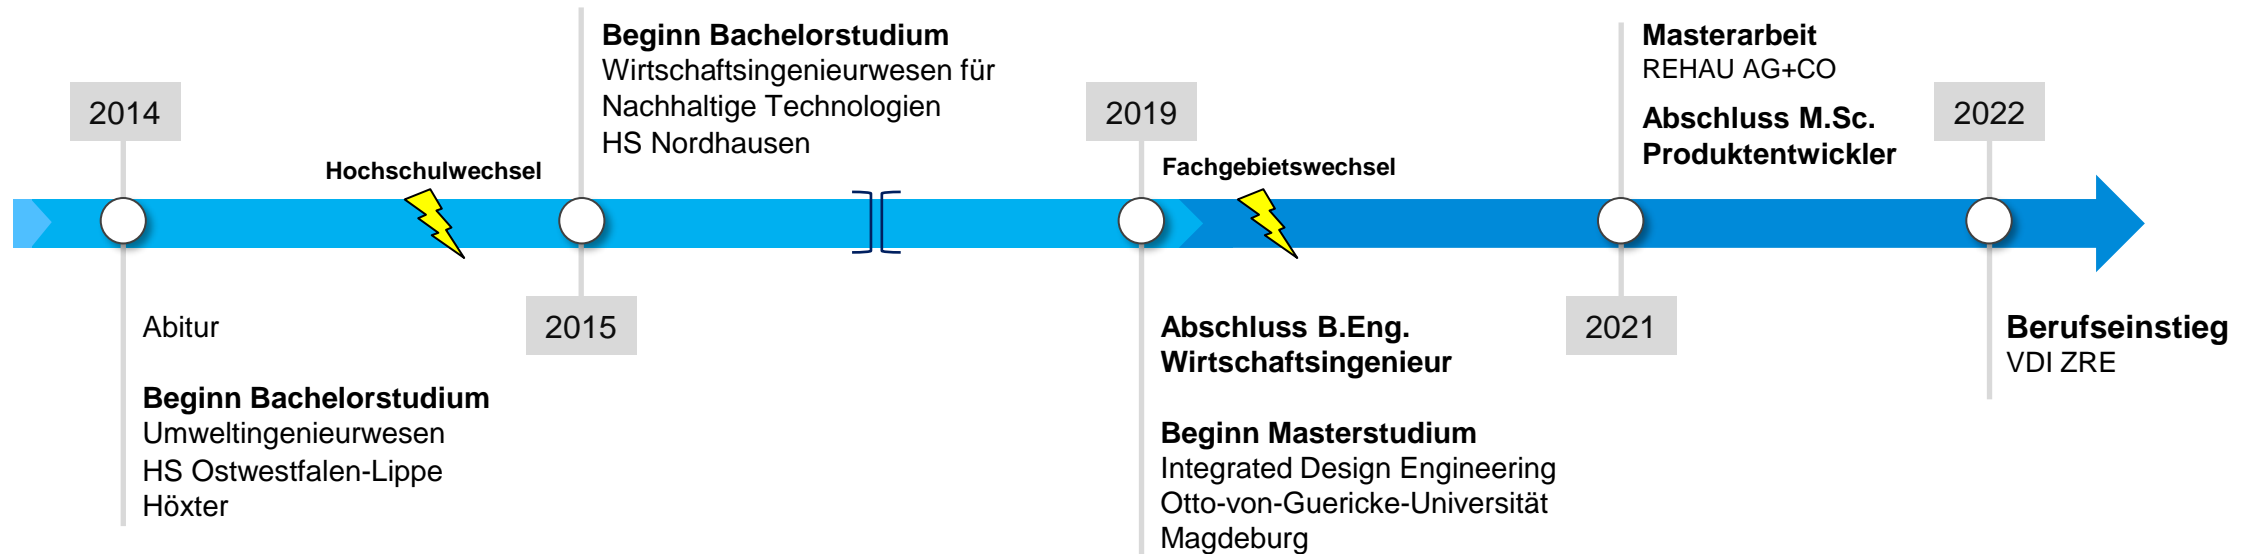 2014
Abitur
Beginn Bachelorstudium
Umweltingenieurwesen
HS Ostwestfalen-Lippe
Höxter
Hochschulwechsel
Beginn Bachelorstudium
Wirtschaftsingenieurwesen für
Nachhaltige Technologien
HS Nordhausen
2015
2019
Abschluss B.Eng.
Wirtschaftsingenieur
Beginn Masterstudium
Integrated Design Engineering
Otto-von-Guericke-Universität
Magdeburg
Fachgebietswechsel
Masterarbeit
REHAU AG+CO
Abschluss M.Sc.
Produktentwickler
2021
2022
Berufseinstieg
VDI ZRE